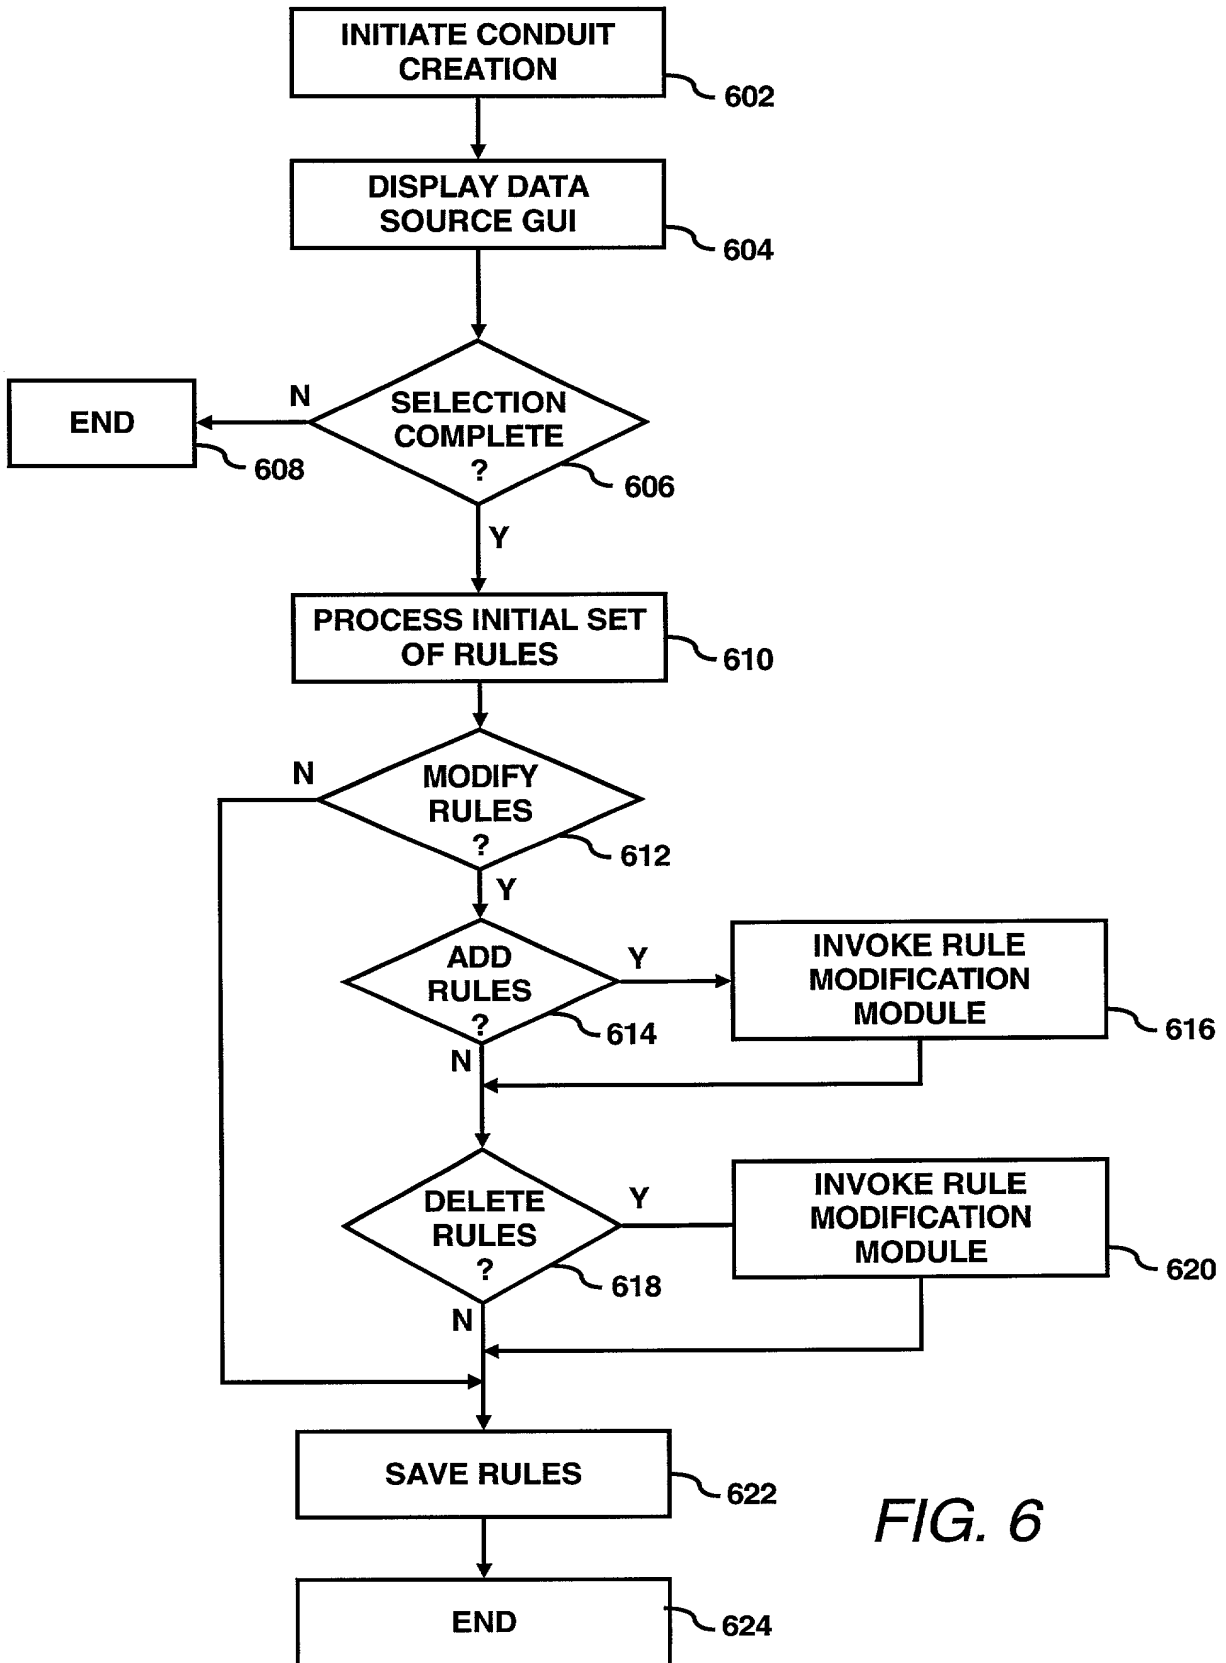 INITIATE CONDUIT
CREATION
602
DISPLAY DATA
SOURCE GUI
604
N
SELECTION
COMPLETE
?
606
END
608
Y
PROCESS INITIAL SET
OF RULES
610
N
MODIFY
RULES
?
612
Y
ADD
RULES
?
614
Y
INVOKE RULE
MODIFICATION
MODULE
616
N
DELETE
RULES
?
618
Y
INVOKE RULE
MODIFICATION
MODULE
620
N
SAVE RULES
622
FIG. 6
END
624